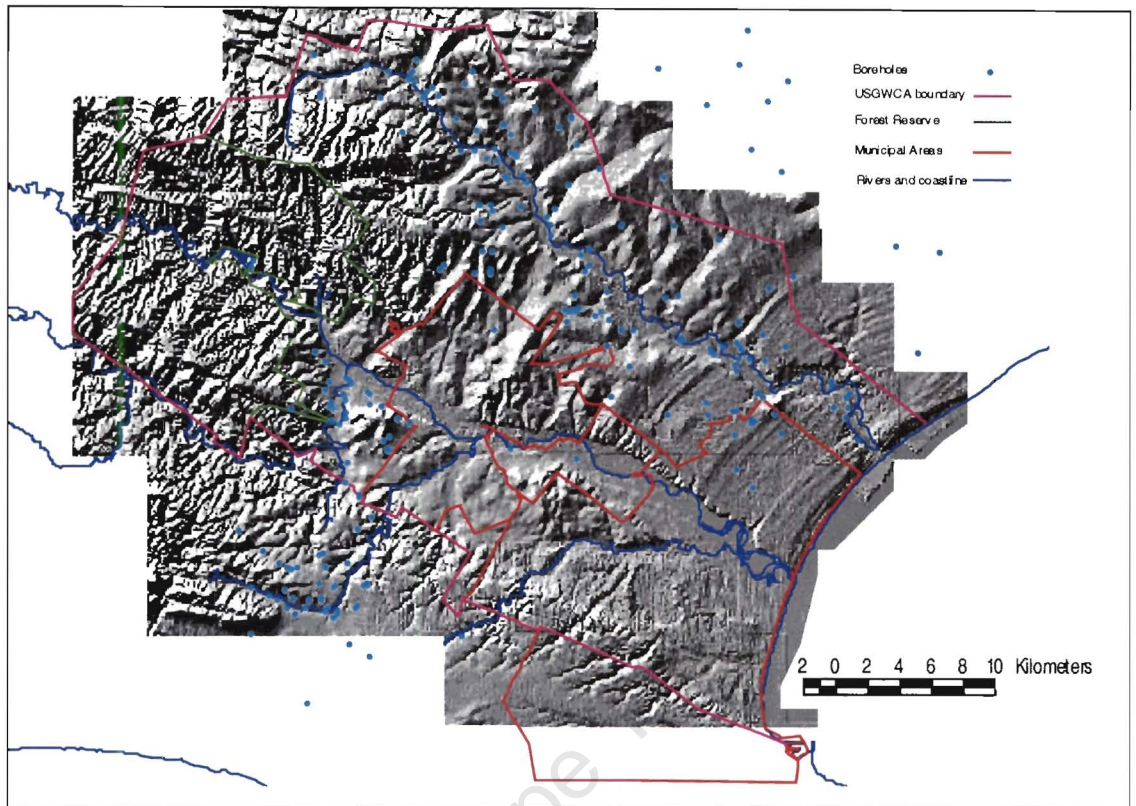 Boreholes
USGWCA boundary
Forest Reserve
Municipal Areas
Rivers and coastline
2 0 2 4 6 8 10 Kilometers